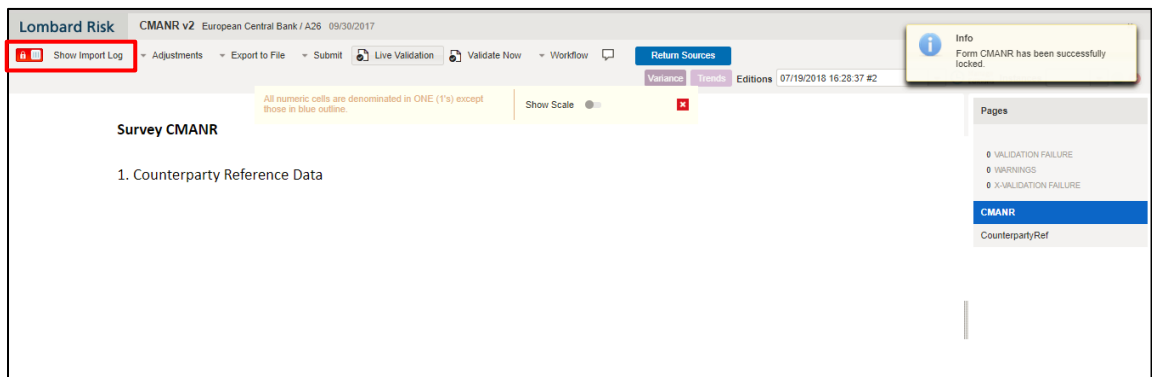 Lombard Risk CMANR v2 European Central Bank / A26 09/30/2017
Info
Form CMANR has been successfully
locked.
Show Import Log Adjustments Export to File Submit Live Validation Validate Now Workflow Return Sources
Variance Trends Editions 07/19/2018 16:28:37 #2
All numeric cells are denominated in ONE (1's) except
those in blue outline.
Show Scale
Survey CMANR
1. Counterparty Reference Data
Pages
0 VALIDATION FAILURE
0 WARNINGS
0 X-VALIDATION FAILURE
CMANR
CounterpartyRef